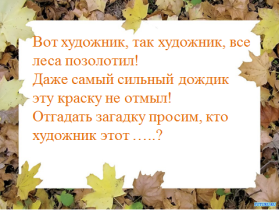 Вот художник, так художник, все
леса позолотил!
Даже самый сильный дождик
эту краску не отмыл!
Отгадать загадку просим, кто
художник этот …..?